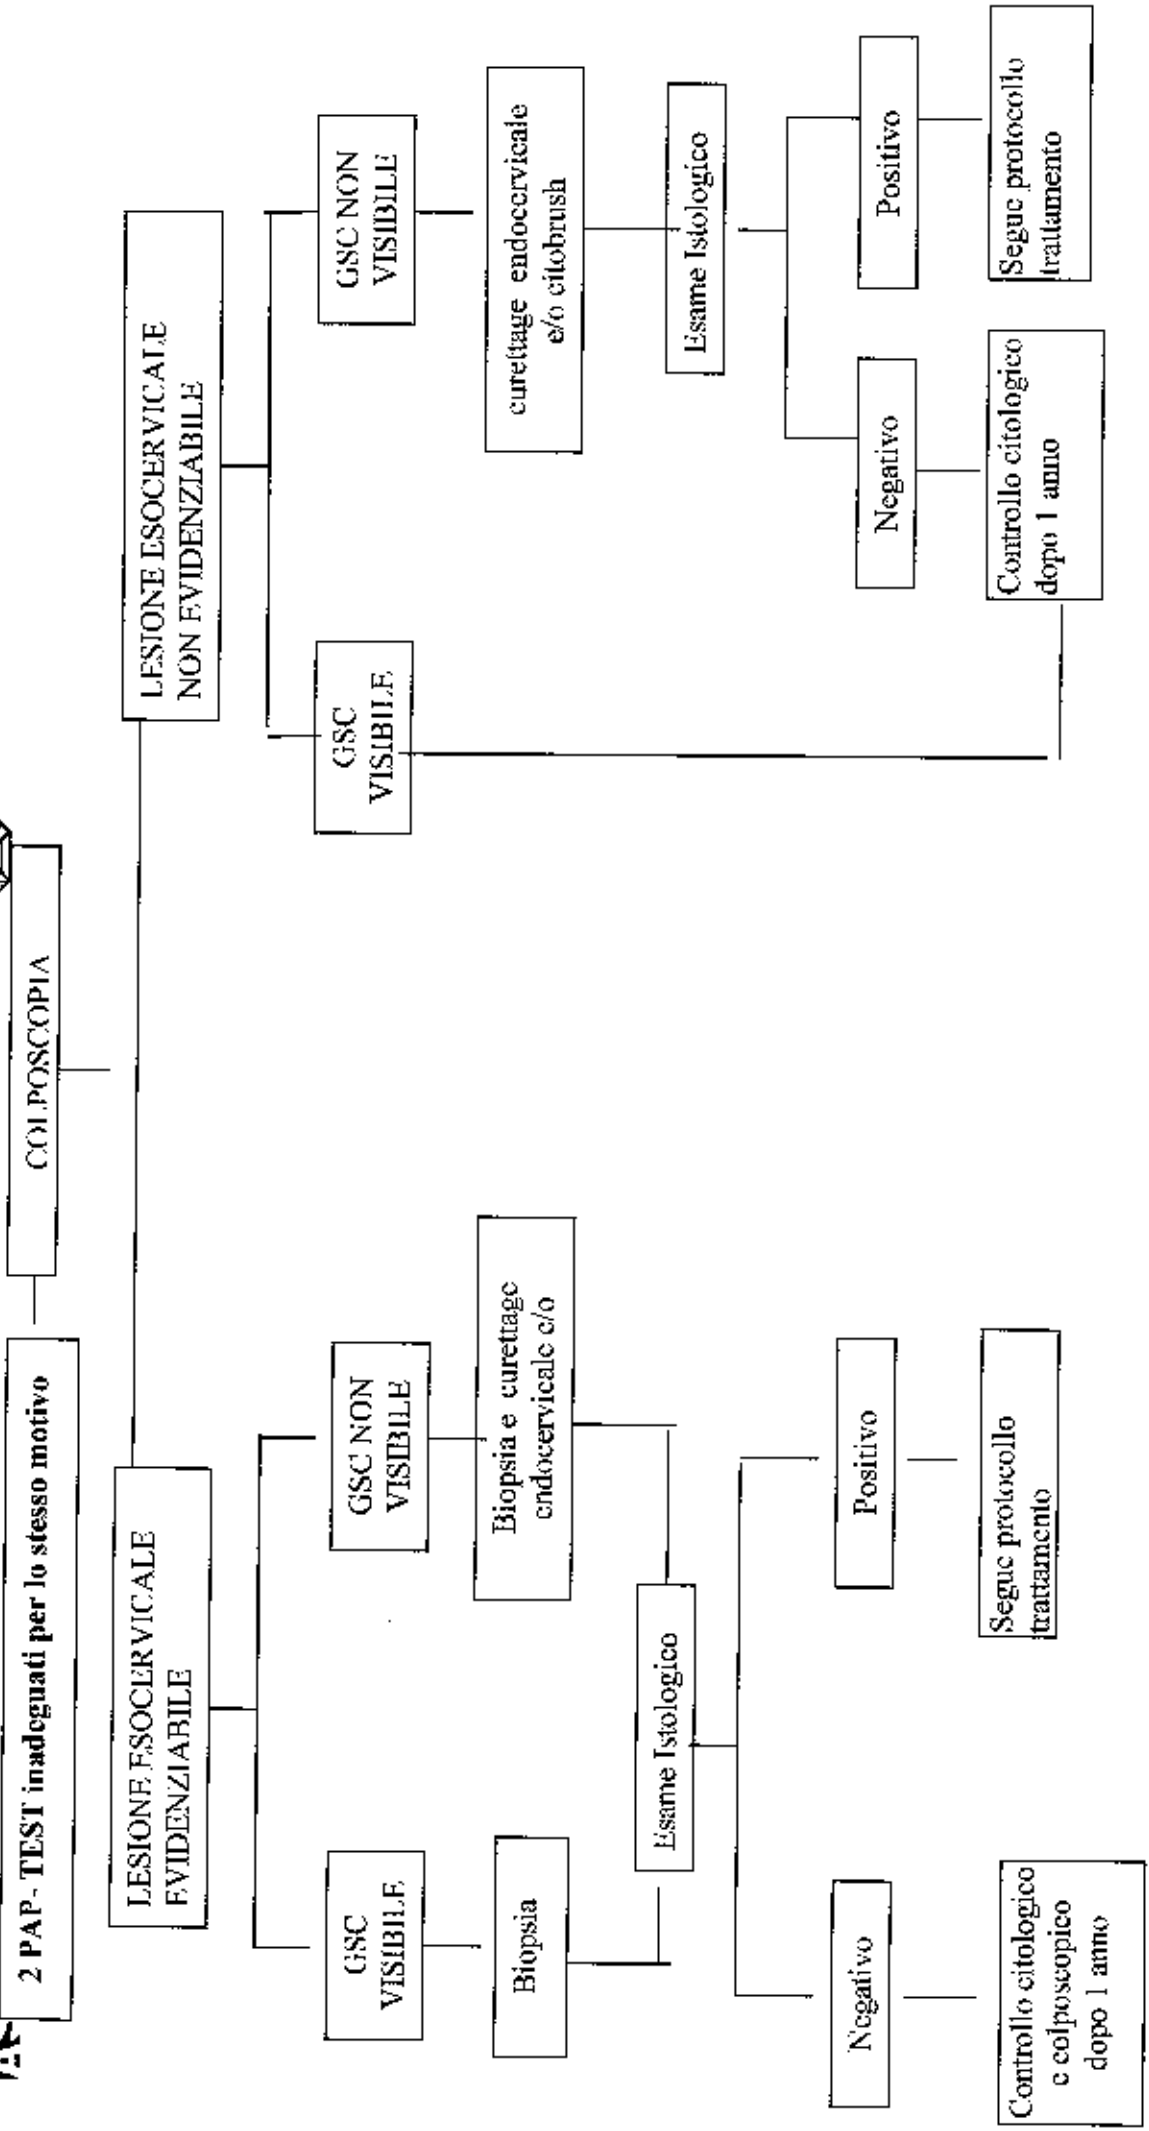 2 PAP- TEST inadeguati per lo stesso motivo
COLPOSCOPIA
LESIONE ESOCERVICALE
EVIDENZIABILE
LESIONE ESOCERVICALE
NON EVIDENZIABILE
GSC
VISIBILE
GSC NON
VISIBILE
GSC
VISIBILE
GSC NON
VISIBILE
Biopsia
Biopsia e curettage
endocervicale e/o
curettage endocervicale
e/o citobrush
Esame Istologico
Esame Istologico
Negativo
Positivo
Negativo
Positivo
Controllo citologico
e colposcopico
dopo 1 anno
Segue protocollo
trattamento
Controllo citologico
dopo 1 anno
Segue protocollo
trattamento